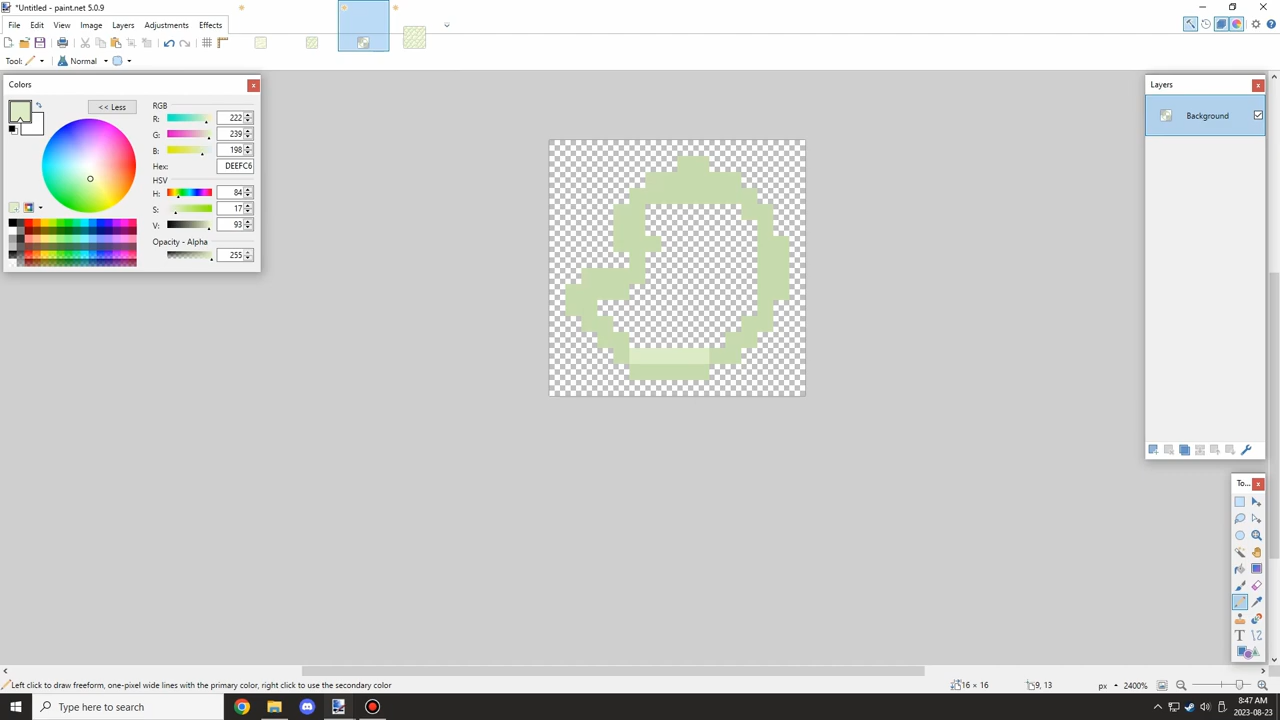 *Untitled - paint.net 5.0.9
File Edit View Image Layers Adjustments Effects
Tool: Normal
Colors
<< Less
RGB
R: 222
G: 239
B: 198
Hex: DEEFC6
HSV
H: 84
S: 17
V: 93
Opacity - Alpha
255
Layers
Background
To...
Left click to draw freeform, one-pixel wide lines with the primary color, right click to use the secondary color
16 × 16
9, 13
px
2400%
Type here to search
8:47 AM
2023-08-23